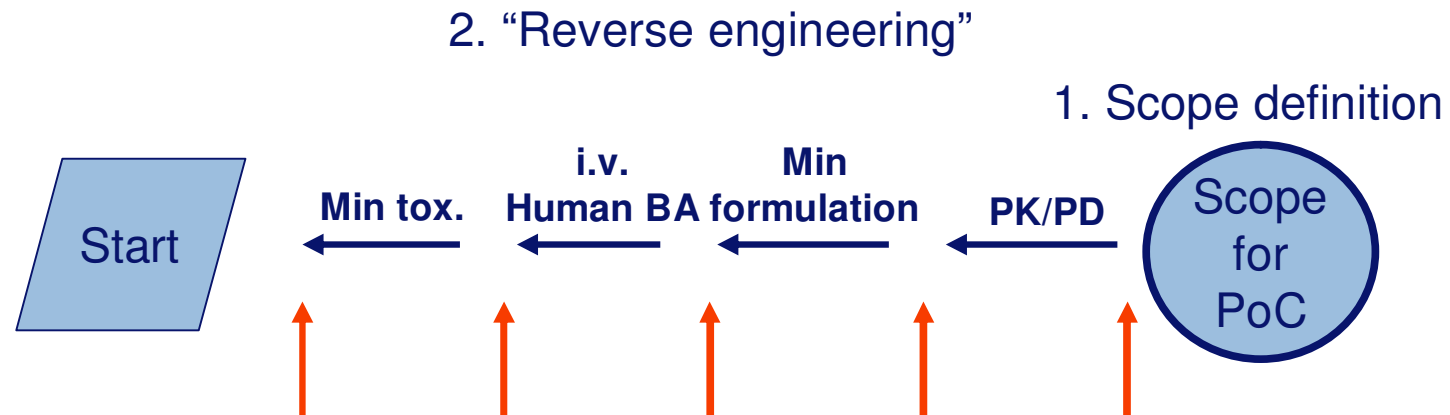 2. “Reverse engineering”
1. Scope definition
Start
Min tox.
i.v.
Human BA
Min
formulation
PK/PD
Scope
for
PoC